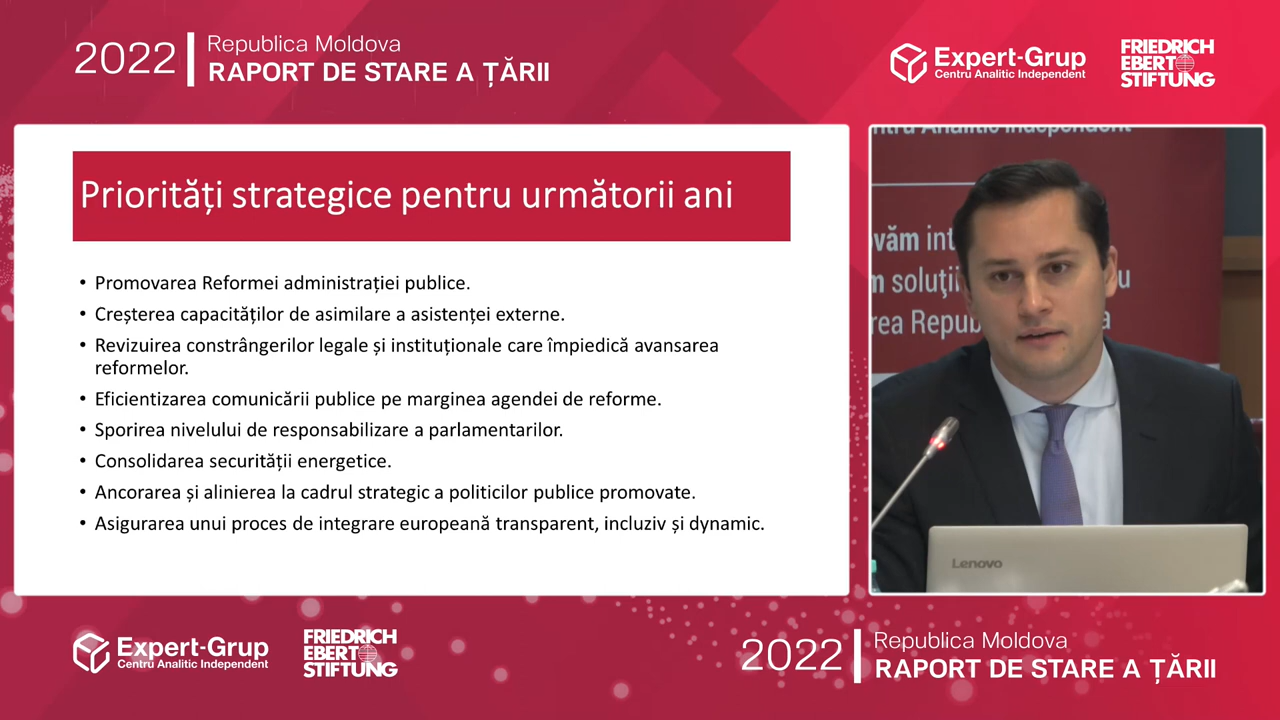 2022
Republica Moldova
RAPORT DE STARE A ȚĂRII
Expert-Grup
Centru Analitic Independent
FRIEDRICH
EBERT
STIFTUNG
Priorități strategice pentru următorii ani
• Promovarea Reformei administrației publice.
• Creșterea capacităților de asimilare a asistenței externe.
• Revizuirea constrângerilor legale și instituționale care împiedică avansarea
reformelor.
• Eficientizarea comunicării publice pe marginea agendei de reforme.
• Sporirea nivelului de responsabilizare a parlamentarilor.
• Consolidarea securității energetice.
• Ancorarea și alinierea la cadrul strategic a politicilor publice promovate.
• Asigurarea unui proces de integrare europeană transparent, incluziv și dynamic.
Analitic Independent
soluții
Lenovo
Expert-Grup
Centru Analitic Independent
FRIEDRICH
EBERT
STIFTUNG
2022
Republica Moldova
RAPORT DE STARE A ȚĂRII